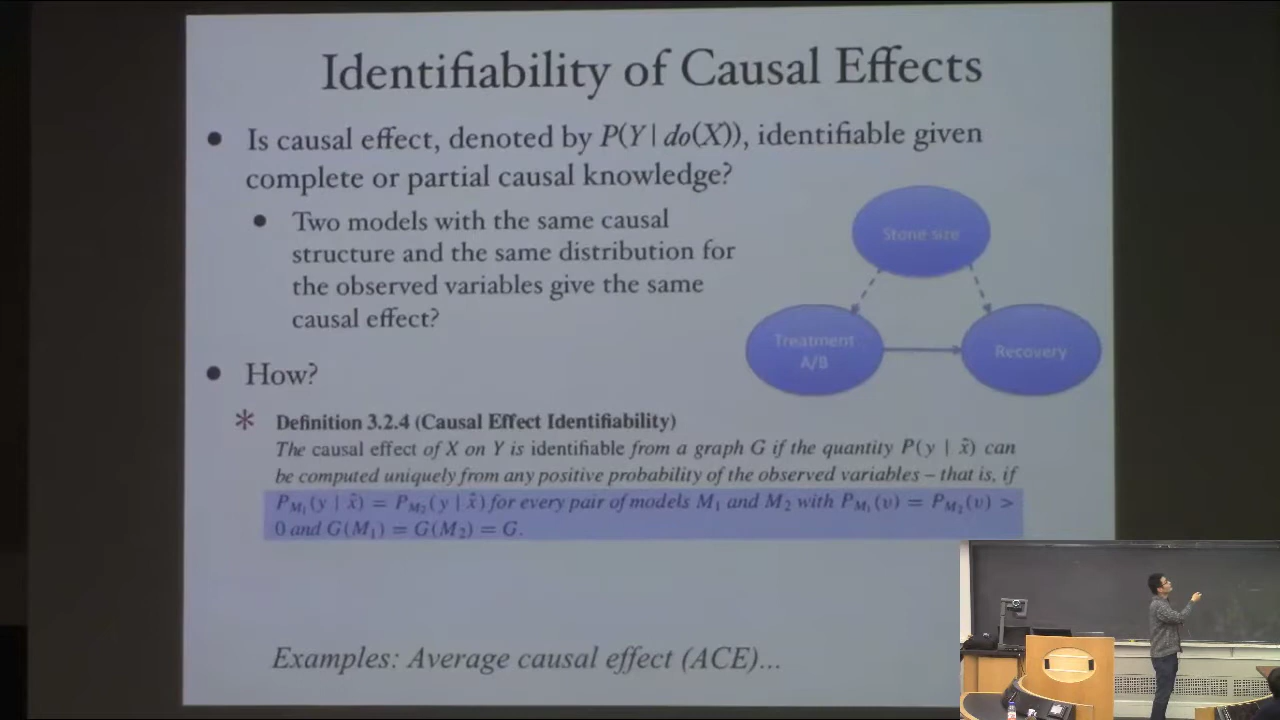 Identifiability of Causal Effects
• Is causal effect, denoted by P(Y | do(X)), identifiable given
complete or partial causal knowledge?
• Two models with the same causal
structure and the same distribution for
the observed variables give the same
causal effect?
Stone size
Treatment
A/B
Recovery
• How?
* Definition 3.2.4 (Causal Effect Identifiability)
The causal effect of X on Y is identifiable from a graph G if the quantity P(y | x̂) can
be computed uniquely from any positive probability of the observed variables – that is, if
P_M₁(y | x̂) = P_M₂(y | x̂) for every pair of models M₁ and M₂ with P_M₁(v) = P_M₂(v) >
0 and G(M₁) = G(M₂) = G.
Examples: Average causal effect (ACE)...